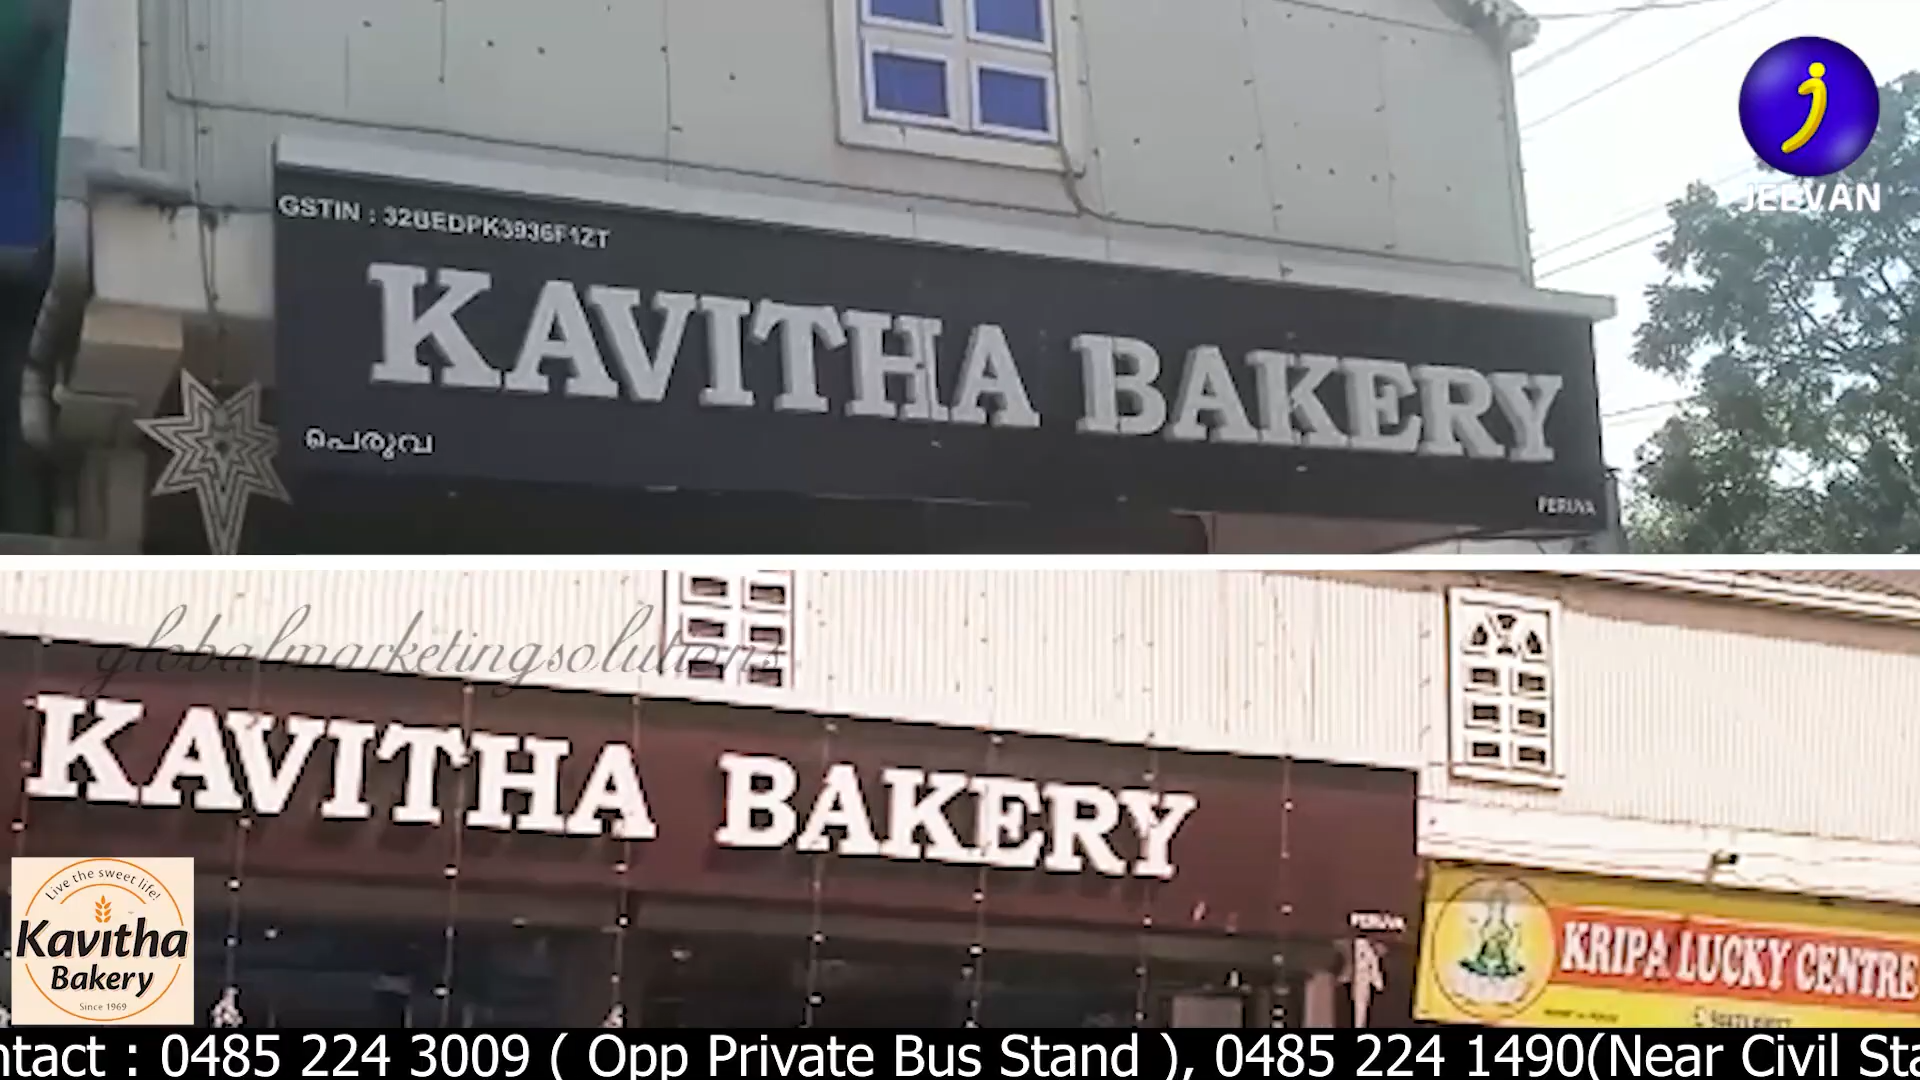 JEEVAN
GSTIN : 32BEDPK3936F1ZT
KAVITHA BAKERY
പെരുവ
PERUVA
globalmarketingsolutions
KAVITHA BAKERY
PERUVA
KRIPA LUCKY CENTRE
Live the sweet life!
Kavitha
Bakery
Since 1969
ntact : 0485 224 3009 ( Opp Private Bus Stand ), 0485 224 1490(Near Civil Sta